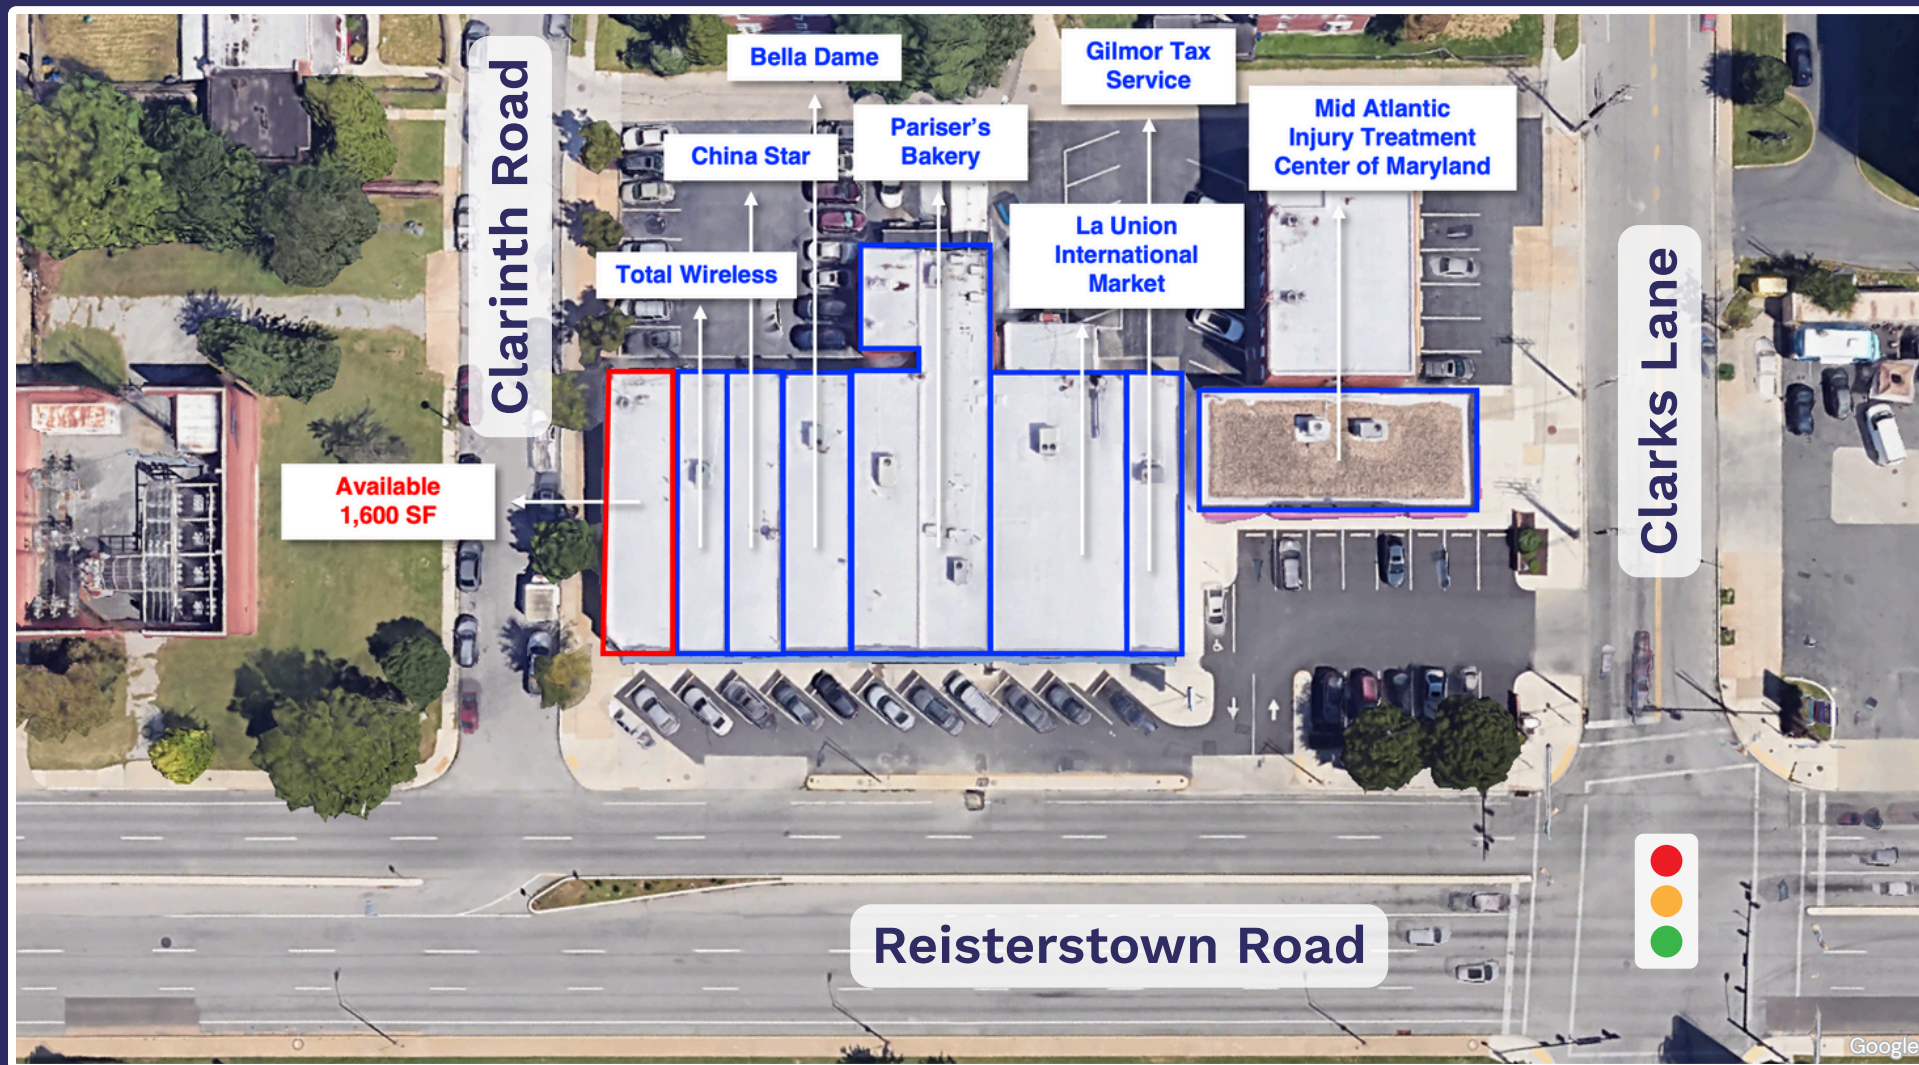 Bella Dame
Gilmor Tax
Service
Mid Atlantic
Injury Treatment
Center of Maryland
Pariser's
Bakery
China Star
La Union
International
Market
Total Wireless
Clarinth Road
Clarks Lane
Available
1,600 SF
Reisterstown Road
Google